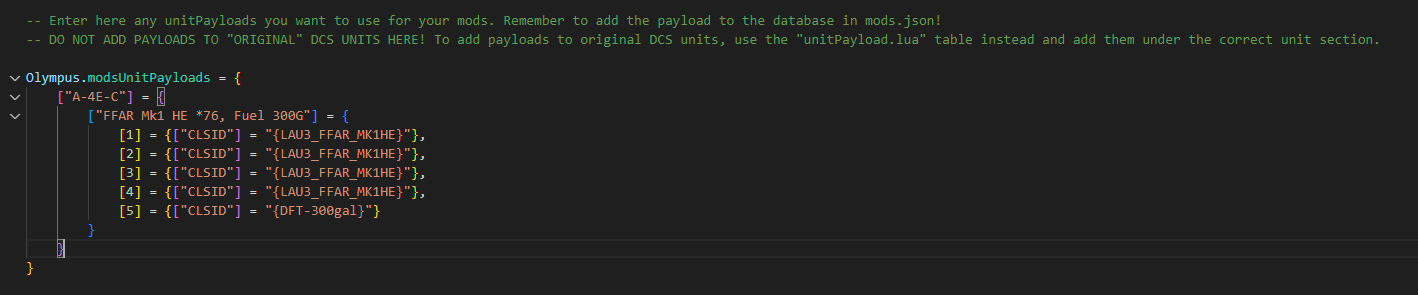 -- Enter here any unitPayloads you want to use for your mods. Remember to add the payload to the database in mods.json!
-- DO NOT ADD PAYLOADS TO "ORIGINAL" DCS UNITS HERE! To add payloads to original DCS units, use the "unitPayload.lua" table instead and add them under the correct unit section.
Olympus.modsUnitPayloads = {
["A-4E-C"] = {
["FFAR Mk1 HE *76, Fuel 300G"] = {
[1] = {["CLSID"] = "{LAU3_FFAR_MK1HE}"},
[2] = {["CLSID"] = "{LAU3_FFAR_MK1HE}"},
[3] = {["CLSID"] = "{LAU3_FFAR_MK1HE}"},
[4] = {["CLSID"] = "{LAU3_FFAR_MK1HE}"},
[5] = {["CLSID"] = "{DFT-300gal}"}
}
}
}